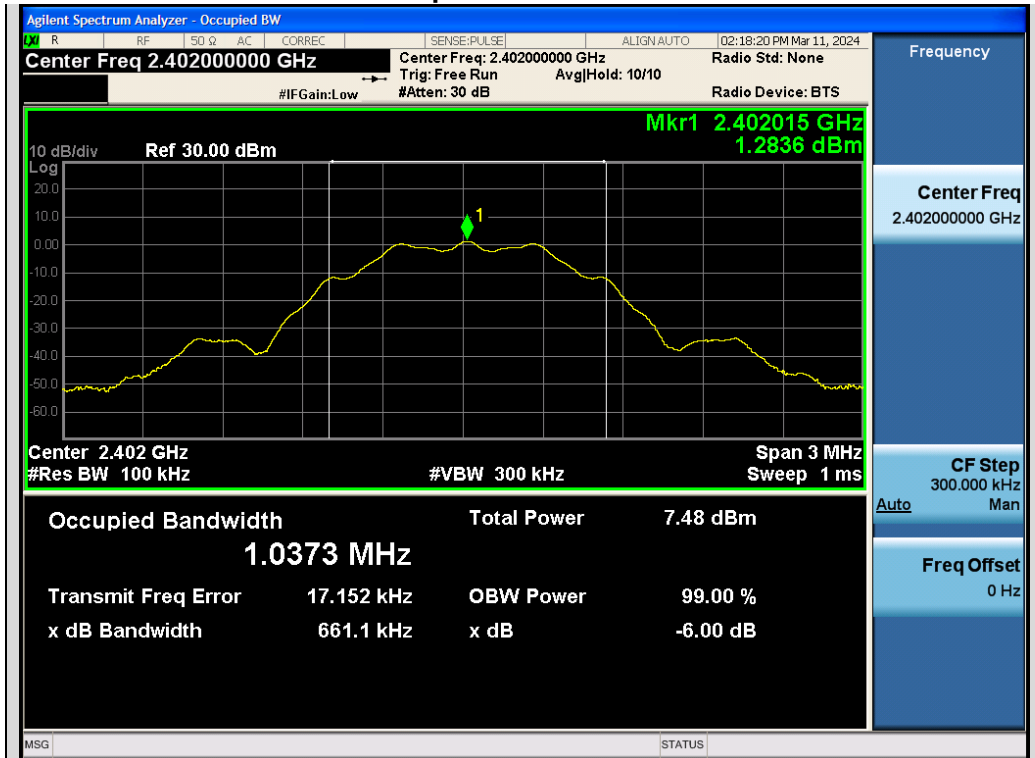 Agilent Spectrum Analyzer - Occupied BW
LXI R RF 50 Ω AC CORREC SENSE:PULSE ALIGN AUTO 02:18:20 PM Mar 11, 2024
Center Freq 2.402000000 GHz
Center Freq: 2.402000000 GHz Radio Std: None
Trig: Free Run Avg|Hold: 10/10
#IFGain:Low #Atten: 30 dB Radio Device: BTS
Mkr1 2.402015 GHz
1.2836 dBm
10 dB/div Ref 30.00 dBm
Log
20.0
10.0
0.00
-10.0
-20.0
-30.0
-40.0
-50.0
-60.0
1
Center 2.402 GHz Span 3 MHz
#Res BW 100 kHz #VBW 300 kHz Sweep 1 ms
Occupied Bandwidth Total Power 7.48 dBm
1.0373 MHz
Transmit Freq Error 17.152 kHz OBW Power 99.00 %
x dB Bandwidth 661.1 kHz x dB -6.00 dB
Frequency
Center Freq
2.402000000 GHz
CF Step
300.000 kHz
Auto Man
Freq Offset
0 Hz
MSG STATUS